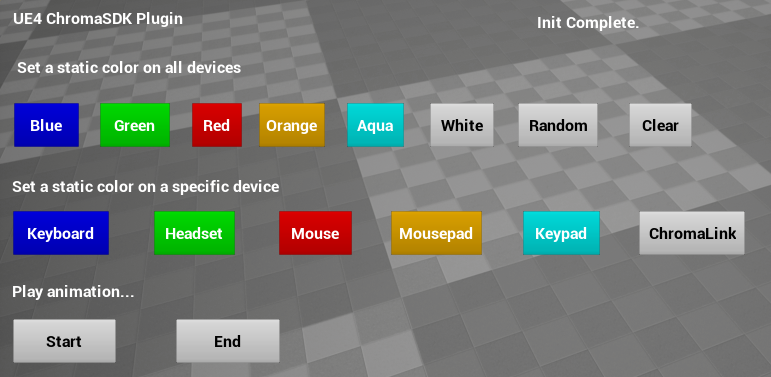 UE4 ChromaSDK Plugin
Init Complete.
Set a static color on all devices
Blue Green Red Orange Aqua White Random Clear
Set a static color on a specific device
Keyboard Headset Mouse Mousepad Keypad ChromaLink
Play animation...
Start End